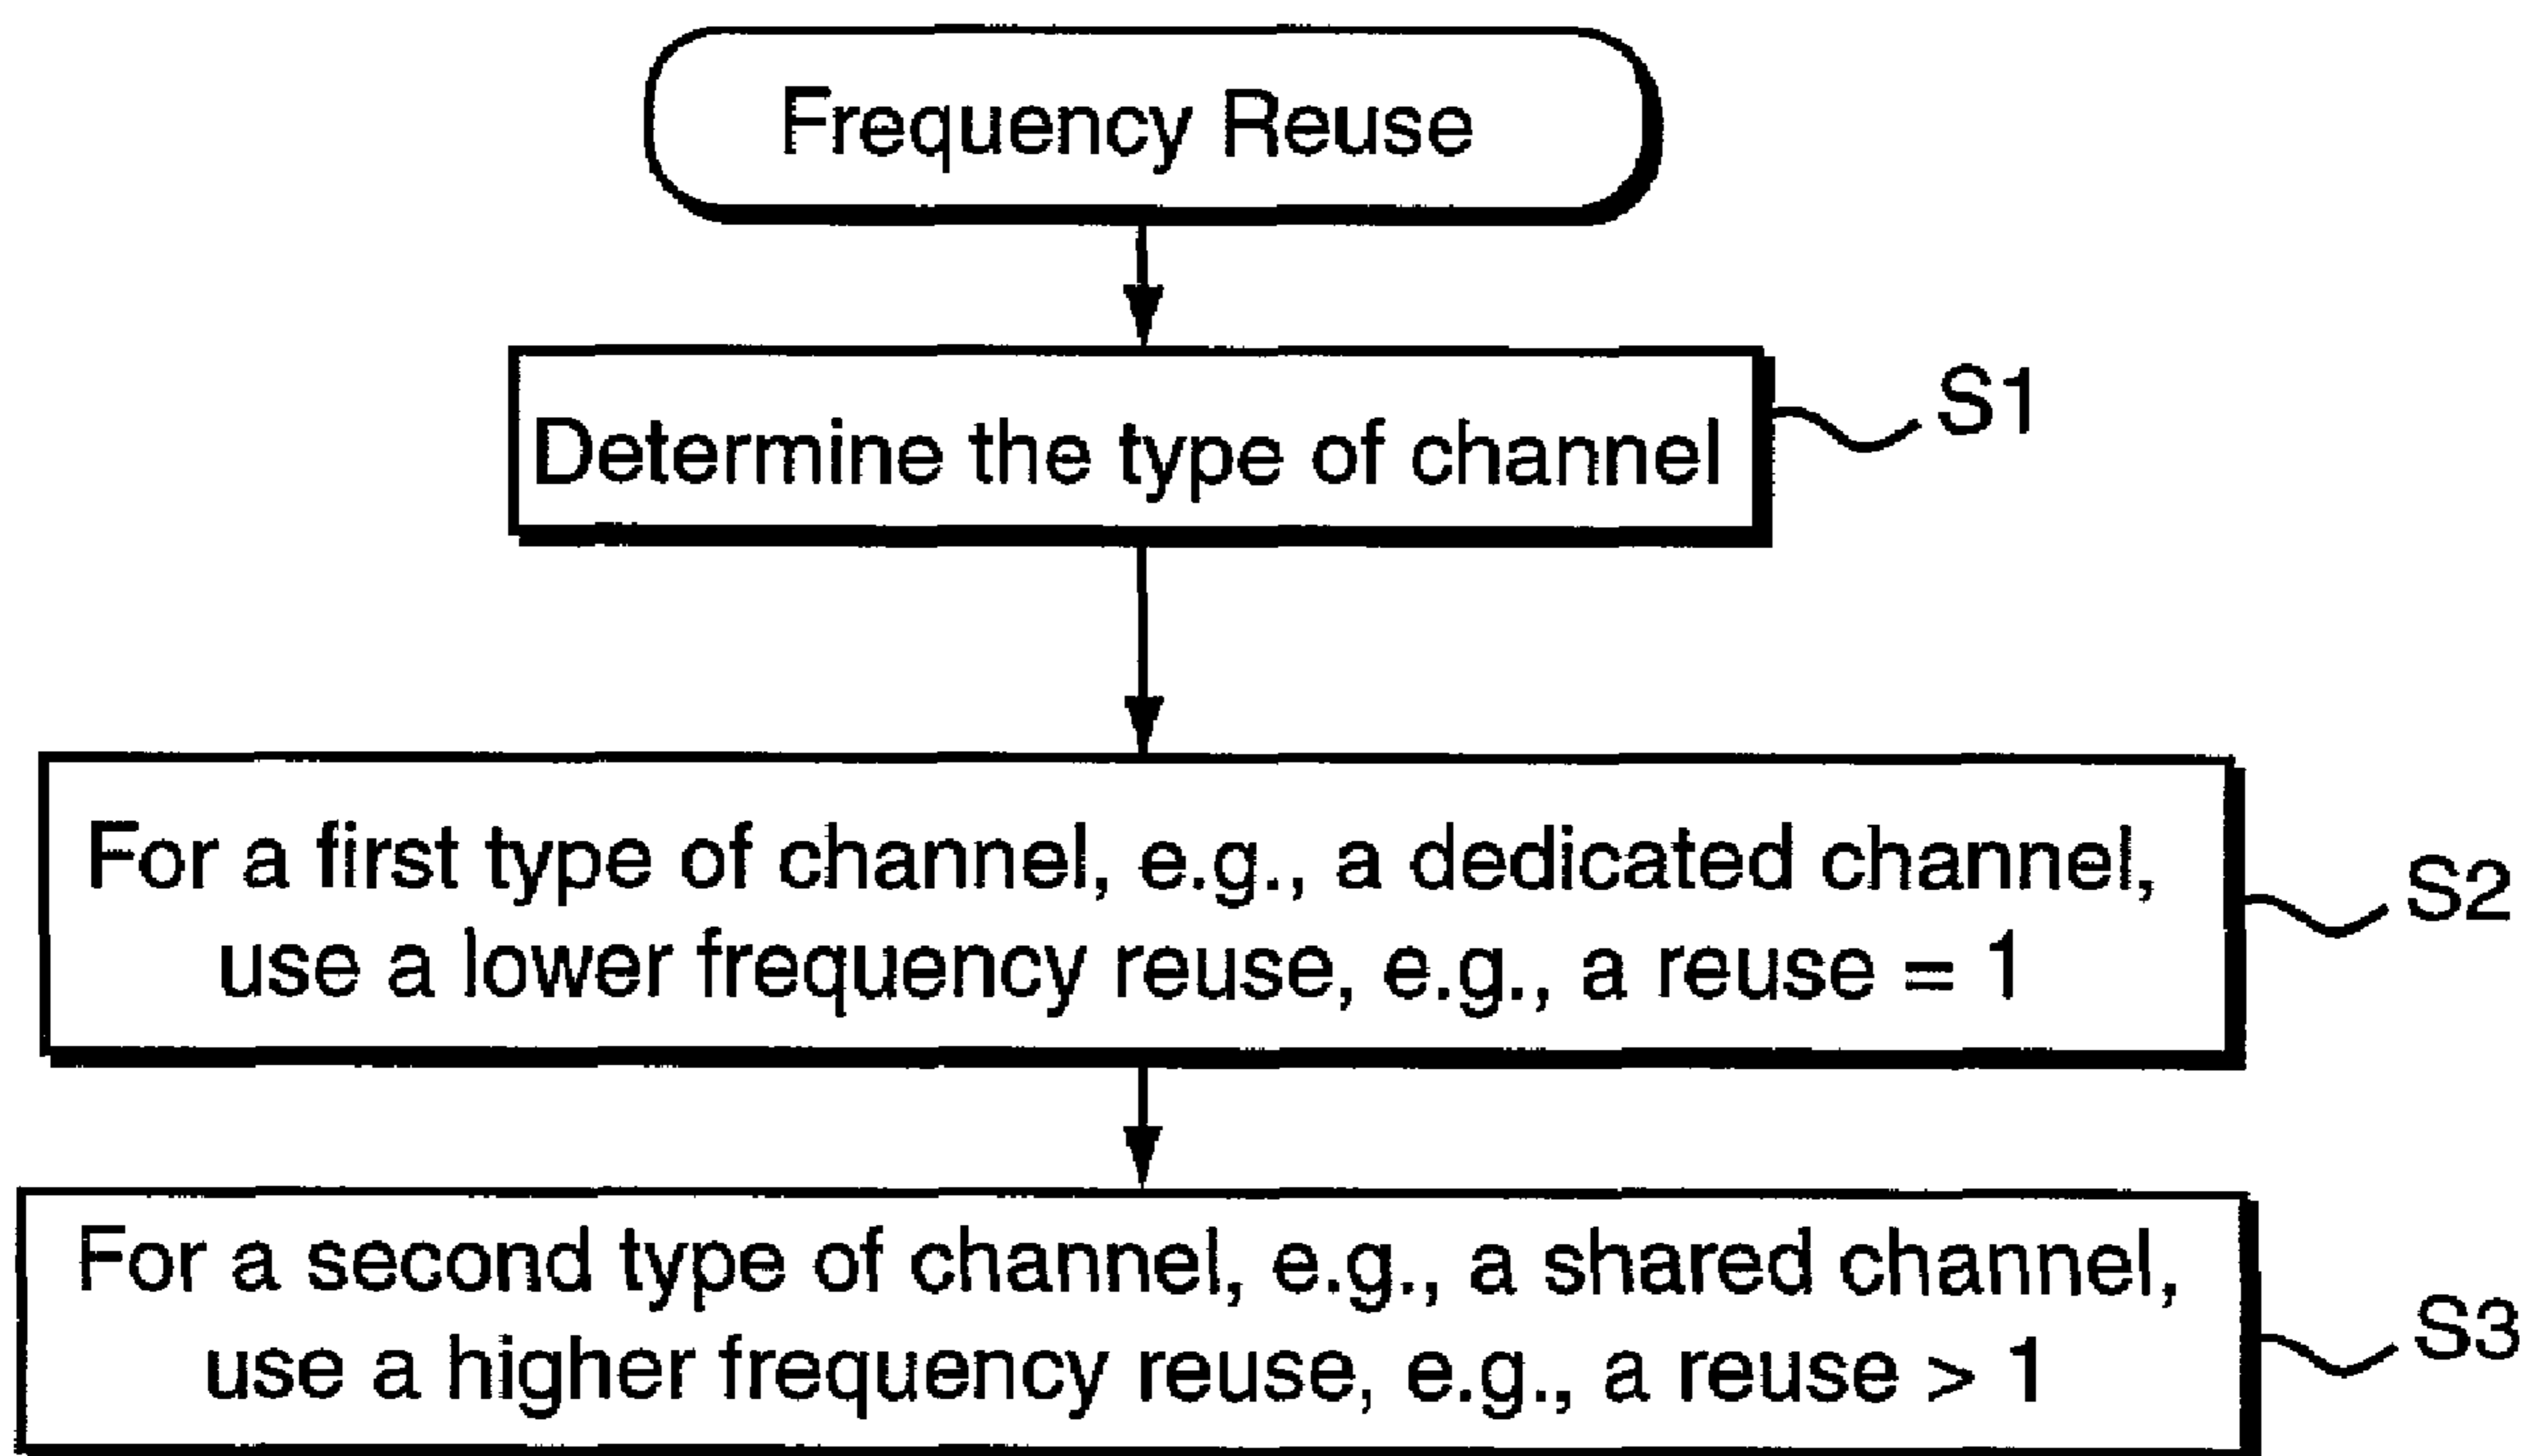 Frequency Reuse
Determine the type of channel
S1
For a first type of channel, e.g., a dedicated channel,
use a lower frequency reuse, e.g., a reuse = 1
S2
For a second type of channel, e.g., a shared channel,
use a higher frequency reuse, e.g., a reuse > 1
S3